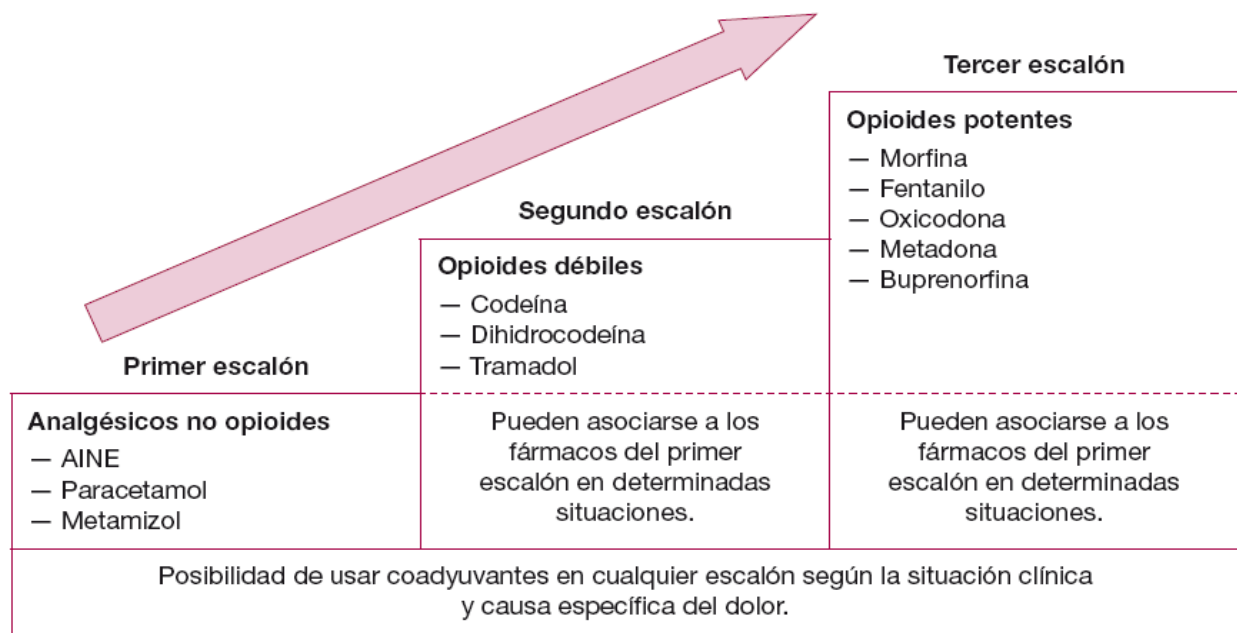 Tercer escalón
Opioides potentes
— Morfina
— Fentanilo
— Oxicodona
— Metadona
— Buprenorfina
Segundo escalón
Opioides débiles
— Codeína
— Dihidrocodeína
— Tramadol
Primer escalón
Analgésicos no opioides
— AINE
— Paracetamol
— Metamizol
Pueden asociarse a los
fármacos del primer
escalón en determinadas
situaciones.
Pueden asociarse a los
fármacos del primer
escalón en determinadas
situaciones.
Posibilidad de usar coadyuvantes en cualquier escalón según la situación clínica
y causa específica del dolor.